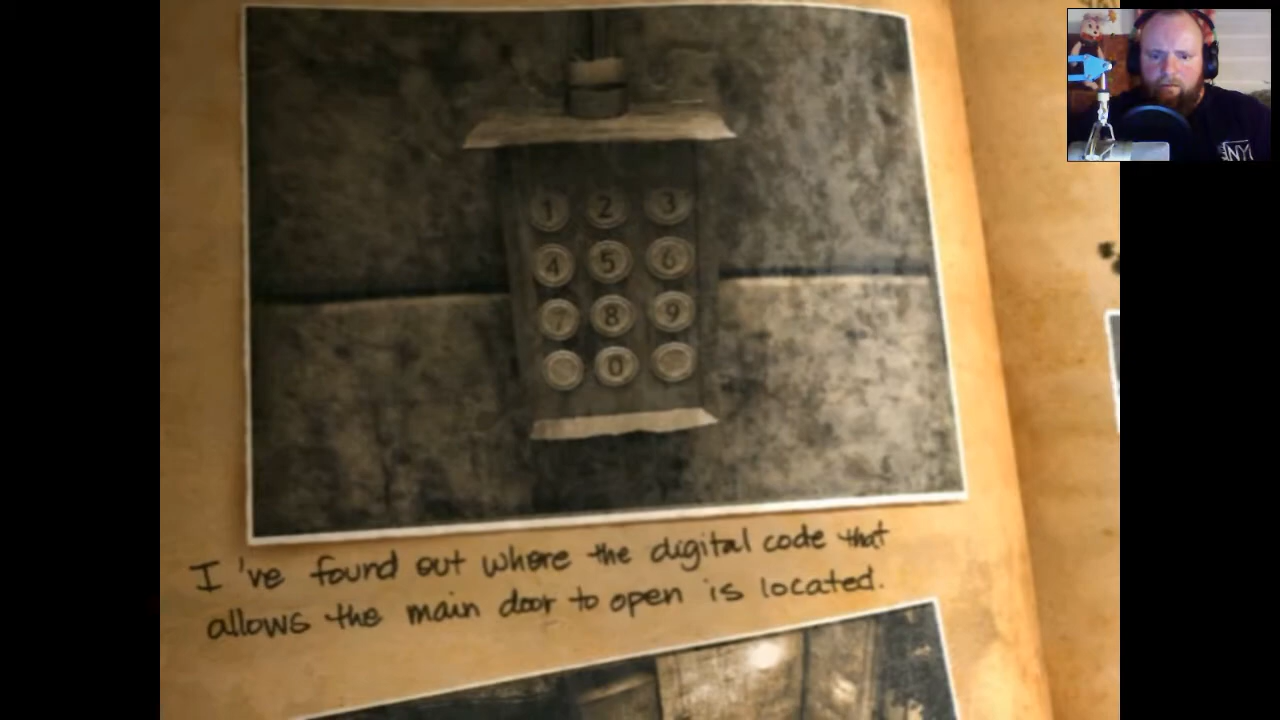 1 2 3
4 5 6
7 8 9
0
I've found out where the digital code that
allows the main door to open is located.
NY